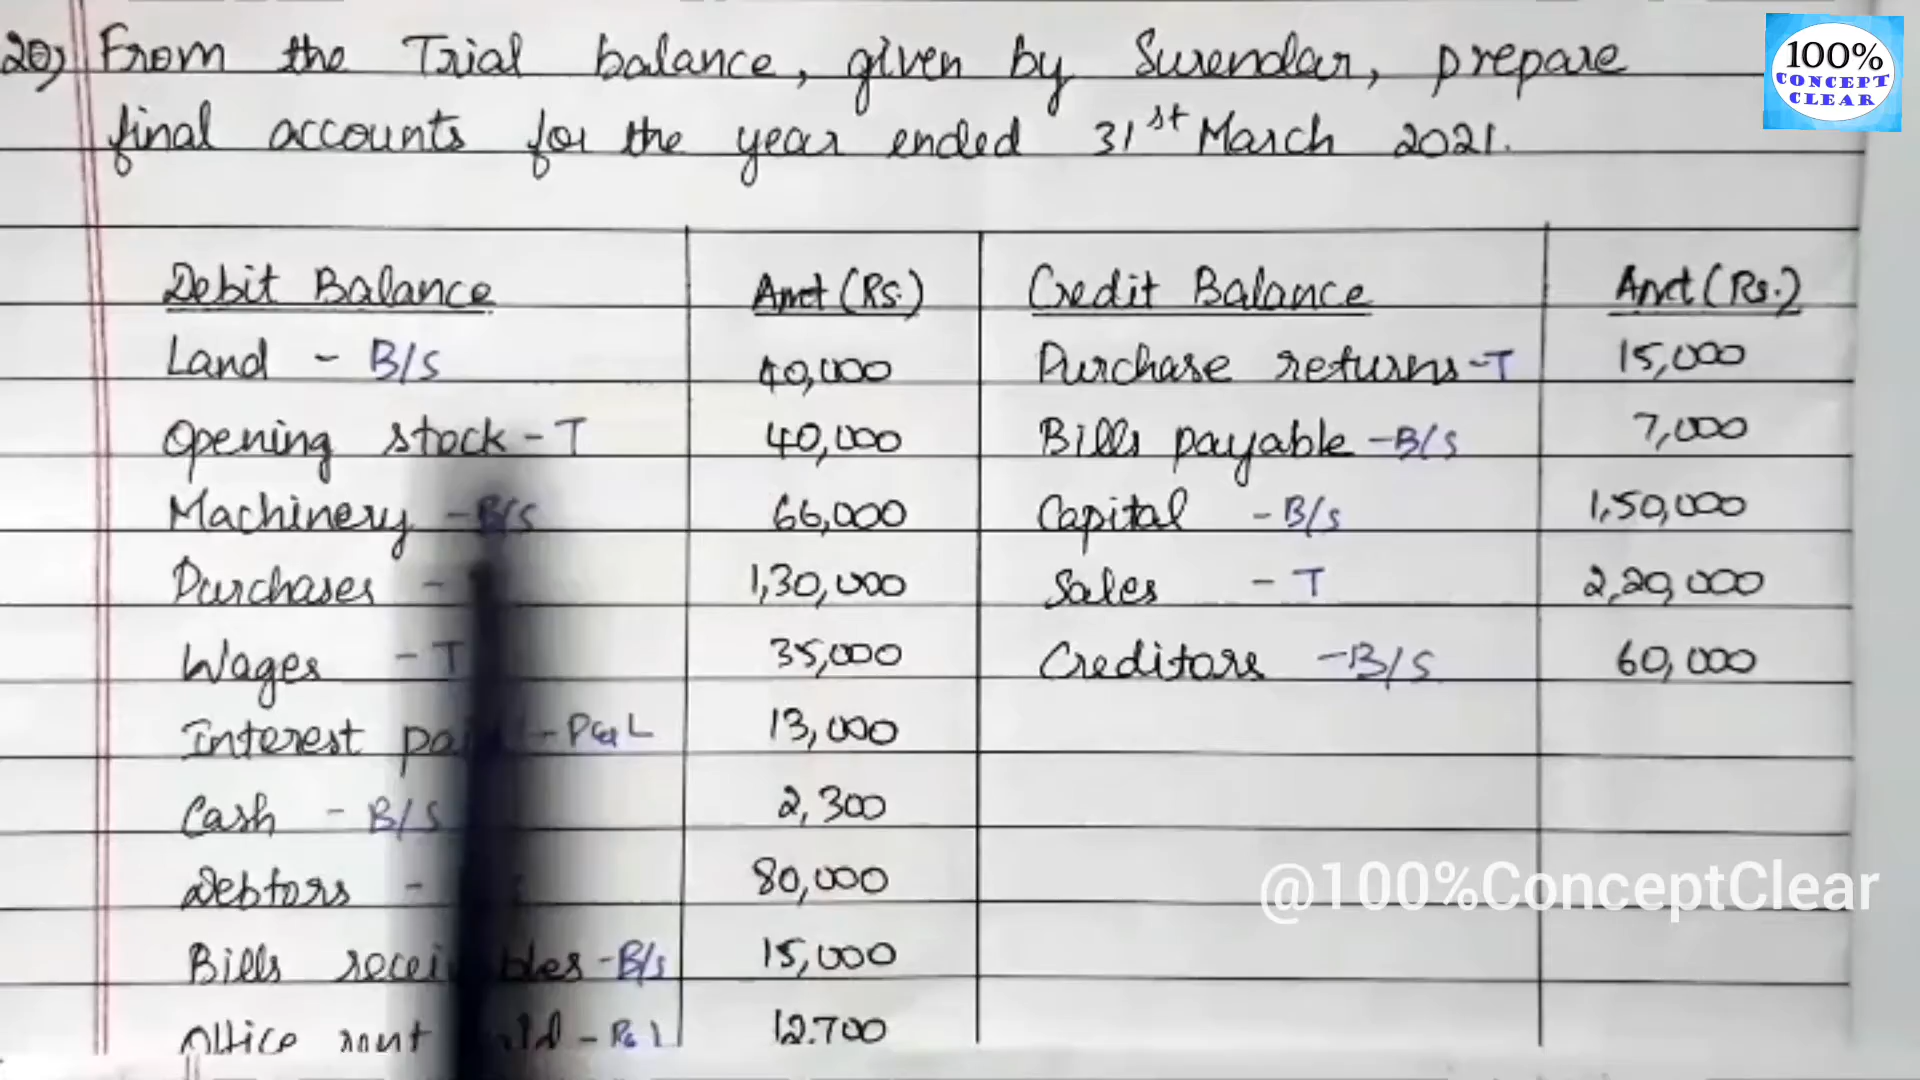 20) From the Trial balance, given by Surendar, prepare
final accounts for the year ended 31st March 2021.
100%
CONCEPT
CLEAR
Debit Balance Amt (Rs.) Credit Balance Amt (Rs.)
Land - B/S 40,000 Purchase returns - T 15,000
Opening stock - T 40,000 Bills payable - B/S 7,000
Machinery - B/S 66,000 Capital - B/S 1,50,000
Purchases - 1,30,000 Sales - T 2,20,000
Wages - T 35,000 Creditors - B/S 60,000
Interest - P&L 13,000
Cash - B/S 2,300
Debtors - 80,000
Bills - B/S 15,000
Office rent 12,700
@100%ConceptClear